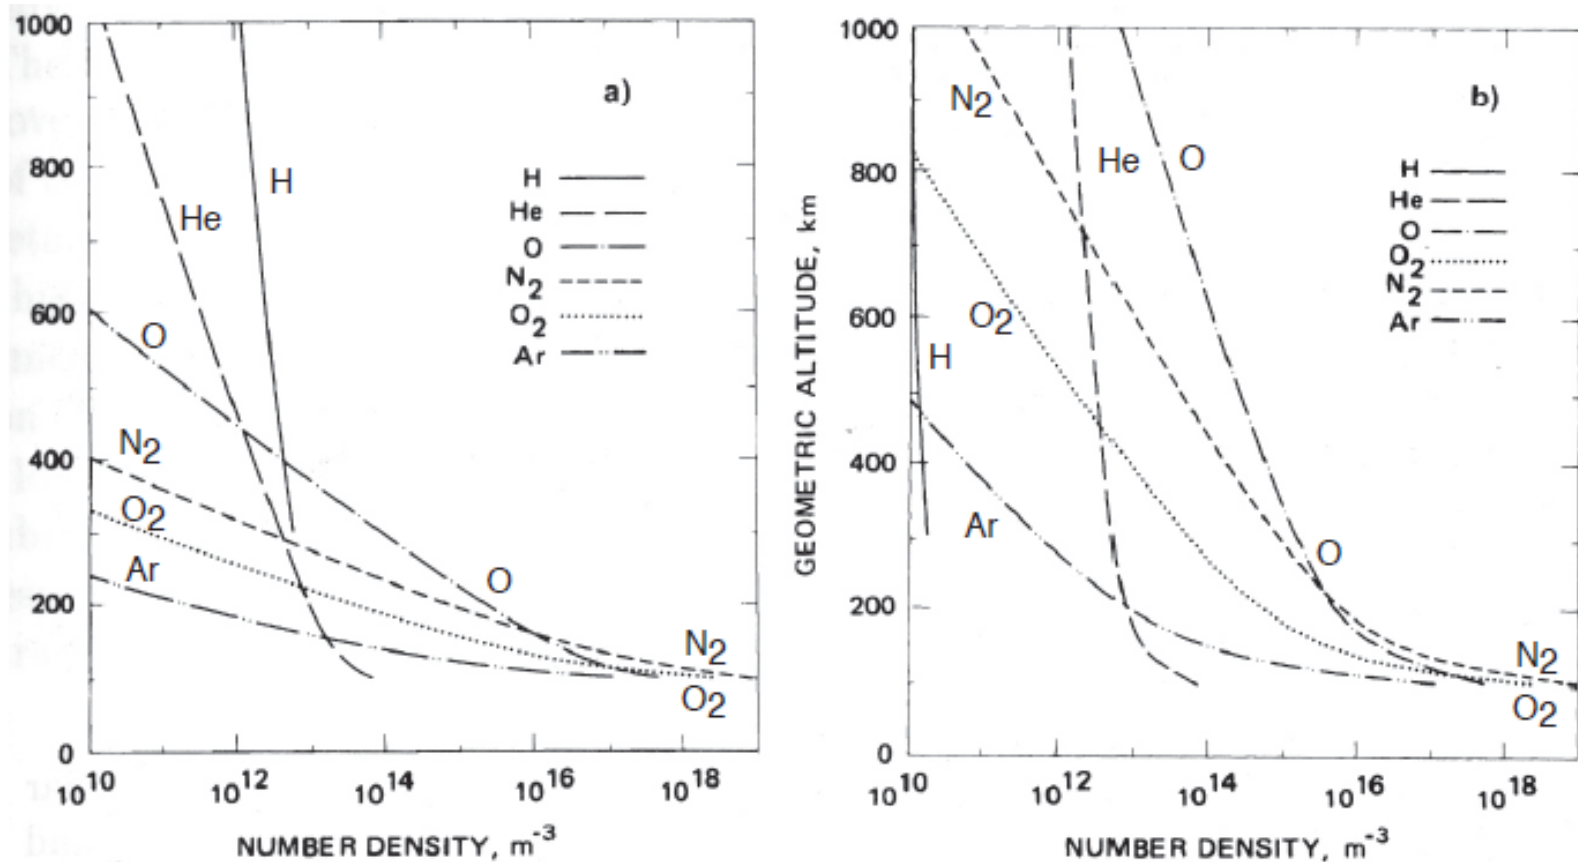 1000
800
600
400
200
0
10^10
10^12
10^14
10^16
10^18
NUMBER DENSITY, m^-3
a)
H
He
O
N2
O2
Ar
He
H
O
N2
O2
Ar
O
N2
O2
GEOMETRIC ALTITUDE, km
1000
800
600
400
200
0
10^10
10^12
10^14
10^16
10^18
NUMBER DENSITY, m^-3
b)
H
He
O
O2
N2
Ar
N2
He
O
O2
H
Ar
O
N2
O2